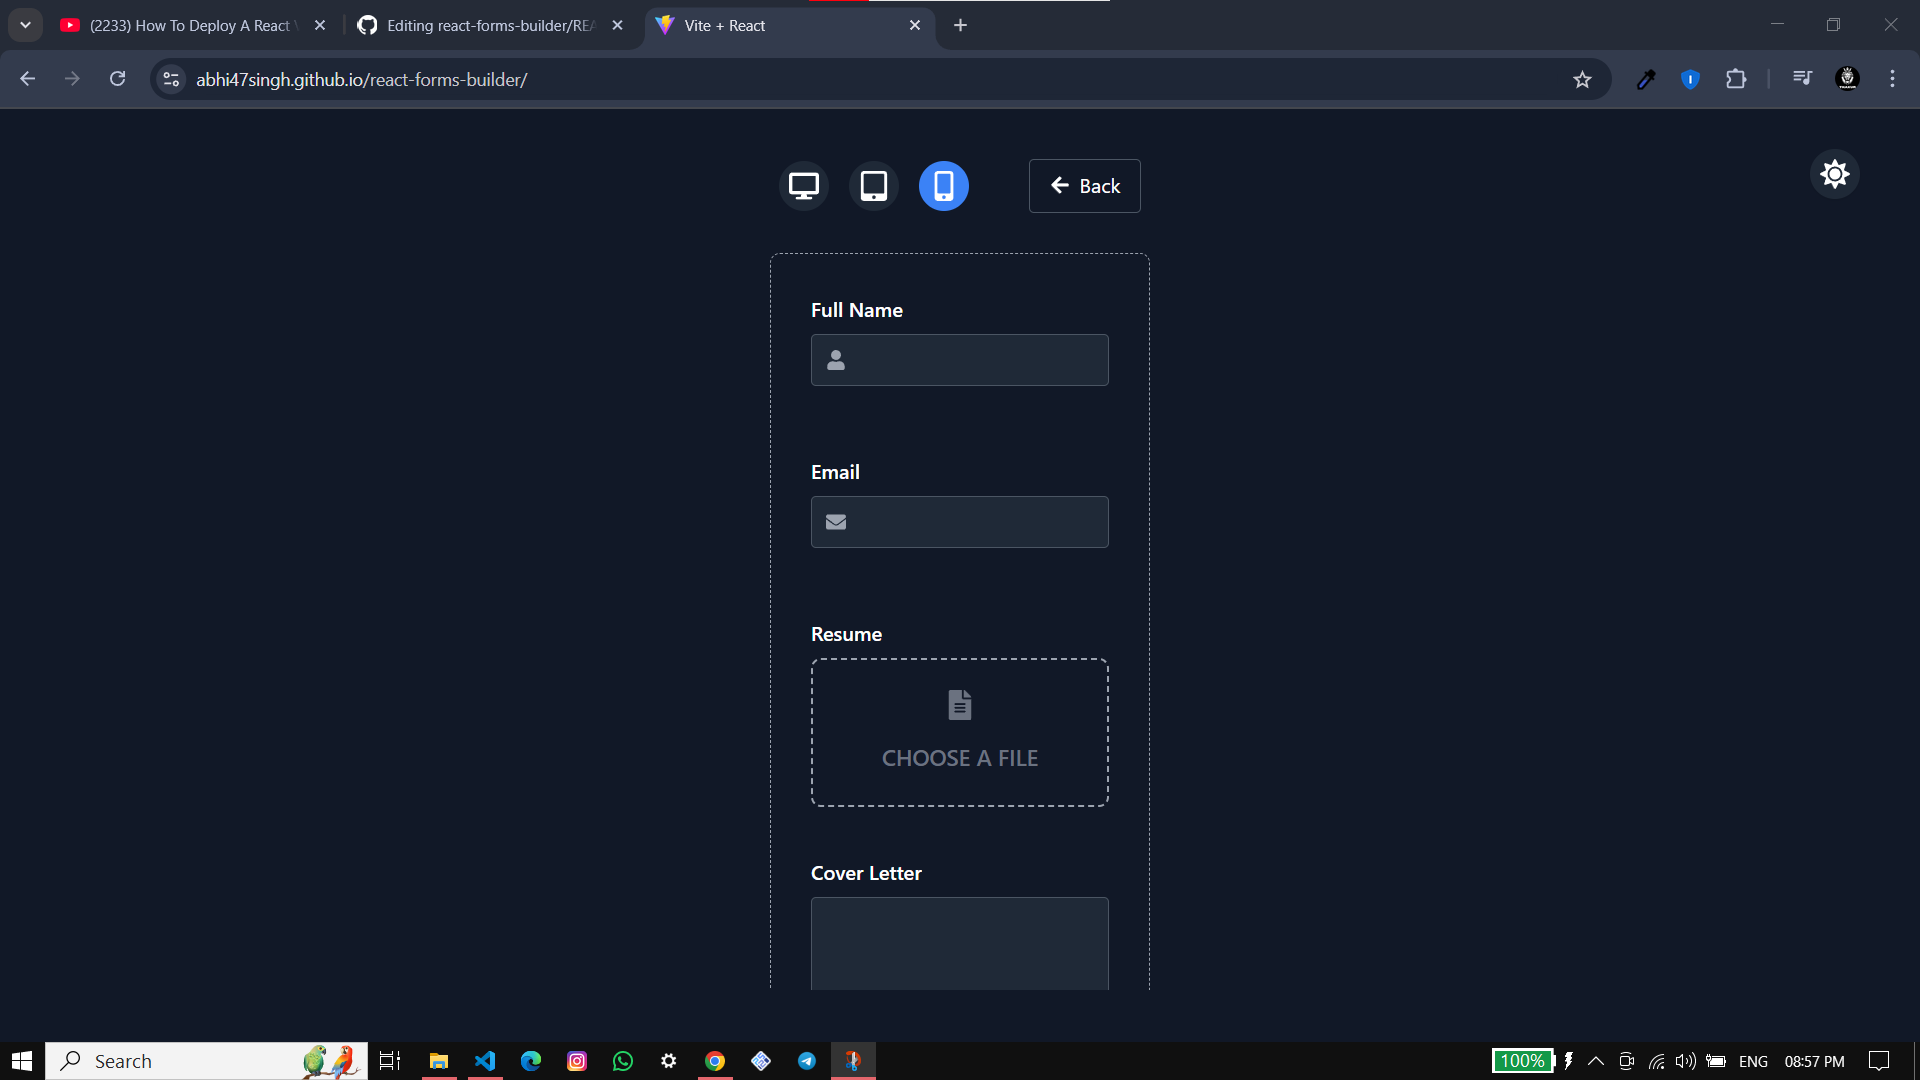 (2233) How To Deploy A React
Editing react-forms-builder/REA
Vite + React
abhi47singh.github.io/react-forms-builder/
Back
Full Name
Email
Resume
CHOOSE A FILE
Cover Letter
Search
100%
ENG
08:57 PM